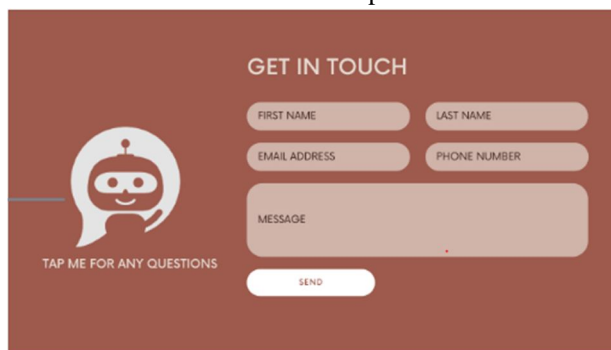 GET IN TOUCH
FIRST NAME
LAST NAME
EMAIL ADDRESS
PHONE NUMBER
MESSAGE
SEND
TAP ME FOR ANY QUESTIONS